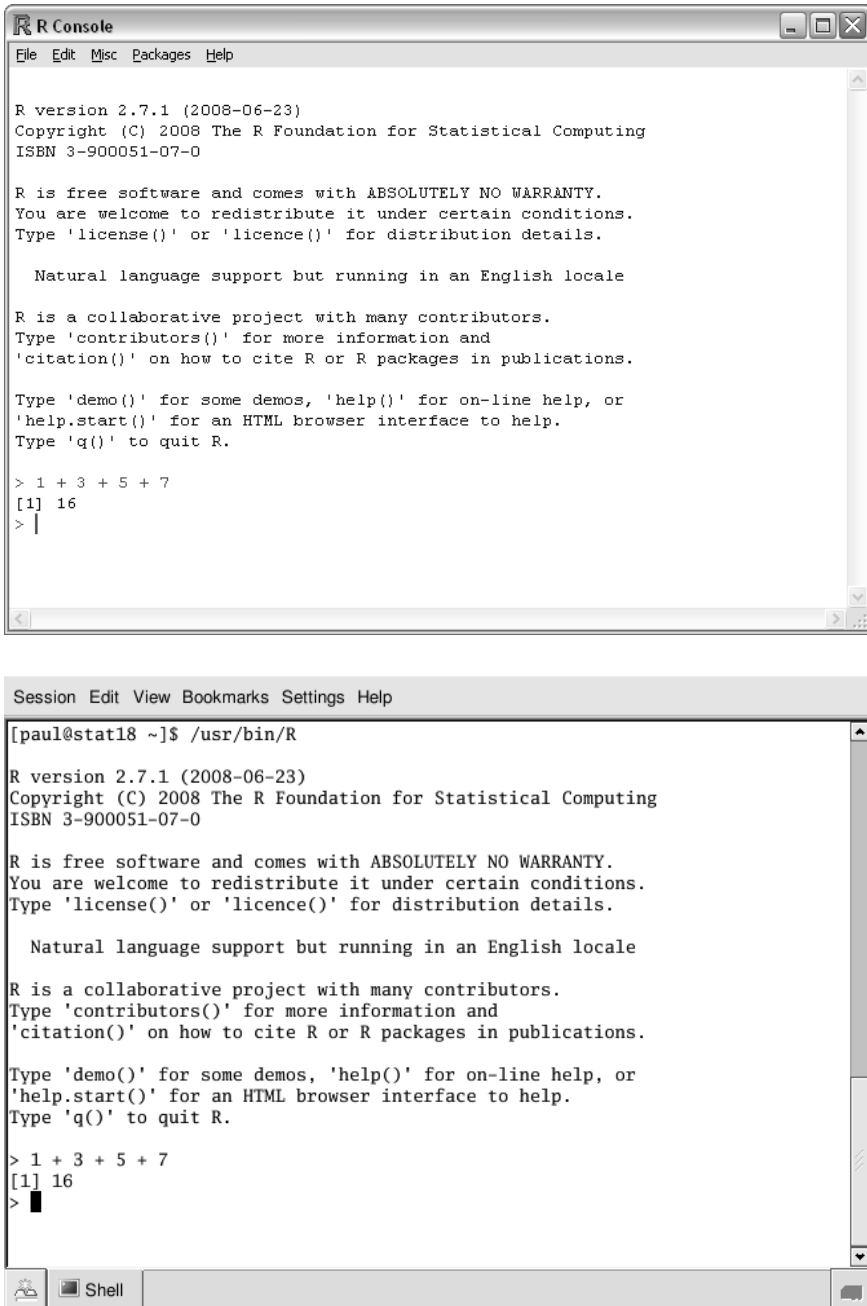 R Console
File Edit Misc Packages Help
R version 2.7.1 (2008-06-23)
Copyright (C) 2008 The R Foundation for Statistical Computing
ISBN 3-900051-07-0
R is free software and comes with ABSOLUTELY NO WARRANTY.
You are welcome to redistribute it under certain conditions.
Type 'license()' or 'licence()' for distribution details.
Natural language support but running in an English locale
R is a collaborative project with many contributors.
Type 'contributors()' for more information and
'citation()' on how to cite R or R packages in publications.
Type 'demo()' for some demos, 'help()' for on-line help, or
'help.start()' for an HTML browser interface to help.
Type 'q()' to quit R.
> 1 + 3 + 5 + 7
[1] 16
>
Session Edit View Bookmarks Settings Help
[paul@stat18 ~]$ /usr/bin/R
R version 2.7.1 (2008-06-23)
Copyright (C) 2008 The R Foundation for Statistical Computing
ISBN 3-900051-07-0
R is free software and comes with ABSOLUTELY NO WARRANTY.
You are welcome to redistribute it under certain conditions.
Type 'license()' or 'licence()' for distribution details.
Natural language support but running in an English locale
R is a collaborative project with many contributors.
Type 'contributors()' for more information and
'citation()' on how to cite R or R packages in publications.
Type 'demo()' for some demos, 'help()' for on-line help, or
'help.start()' for an HTML browser interface to help.
Type 'q()' to quit R.
> 1 + 3 + 5 + 7
[1] 16
>
Shell